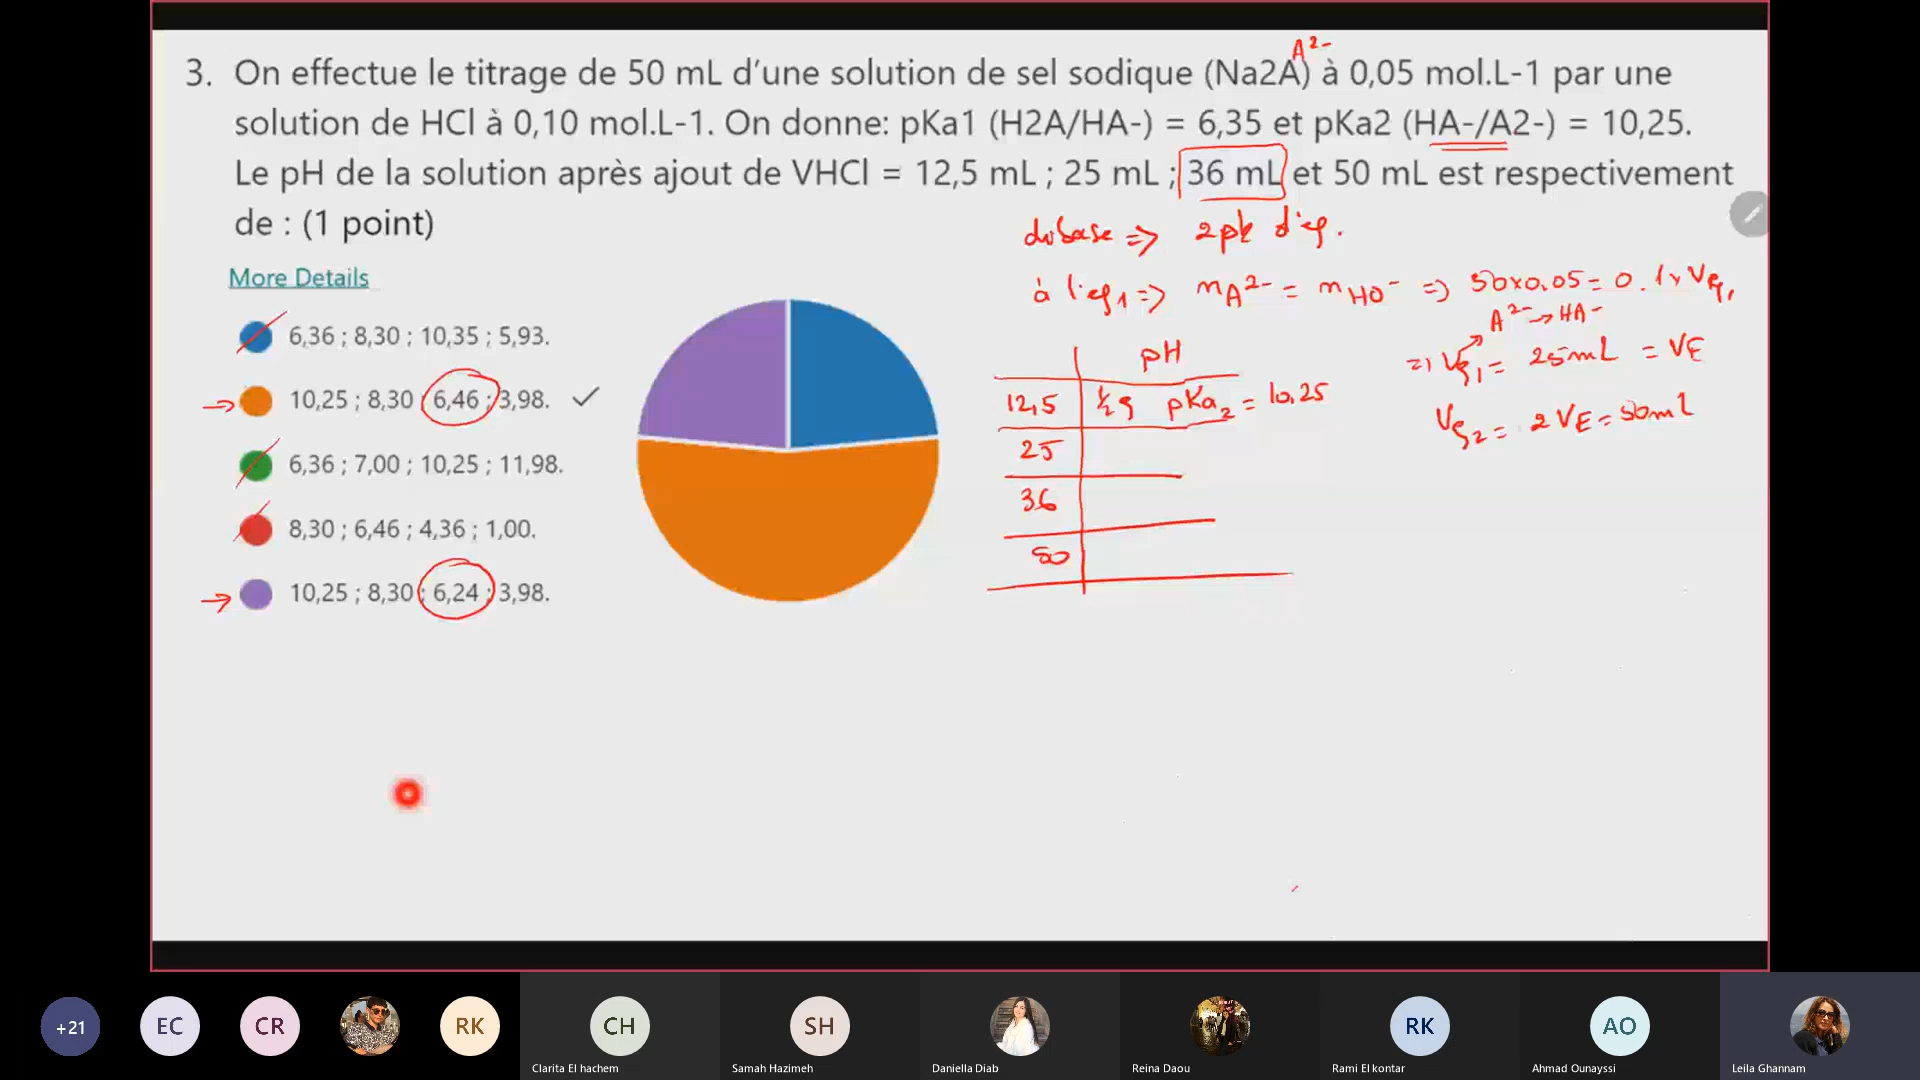 A²⁻
3. On effectue le titrage de 50 mL d’une solution de sel sodique (Na2A) à 0,05 mol.L-1 par une
solution de HCl à 0,10 mol.L-1. On donne: pKa1 (H2A/HA-) = 6,35 et pKa2 (HA-/A2-) = 10,25.
Le pH de la solution après ajout de VHCl = 12,5 mL ; 25 mL ; 36 mL et 50 mL est respectivement
de : (1 point)
More Details
6,36 ; 8,30 ; 10,35 ; 5,93.
10,25 ; 8,30 ; 6,46 ; 3,98.
6,36 ; 7,00 ; 10,25 ; 11,98.
8,30 ; 6,46 ; 4,36 ; 1,00.
10,25 ; 8,30 ; 6,24 ; 3,98.
dibase => 2pk d'éq.
à l'éq1 => nA²⁻ = nHO⁻ => 50x0.05 = 0.1x Véq1
A²⁻ → HA⁻
=) Véq1 = 25ml = VE
Véq2 = 2VE = 50ml
pH
12,5 ½ éq pKa2 = 10,25
25
36
50
+21
EC
CR
RK
CH
SH
RK
AO
Clarita El hachem
Samah Hazimeh
Daniella Diab
Reina Daou
Rami El kontar
Ahmad Ounayssi
Leila Ghannam